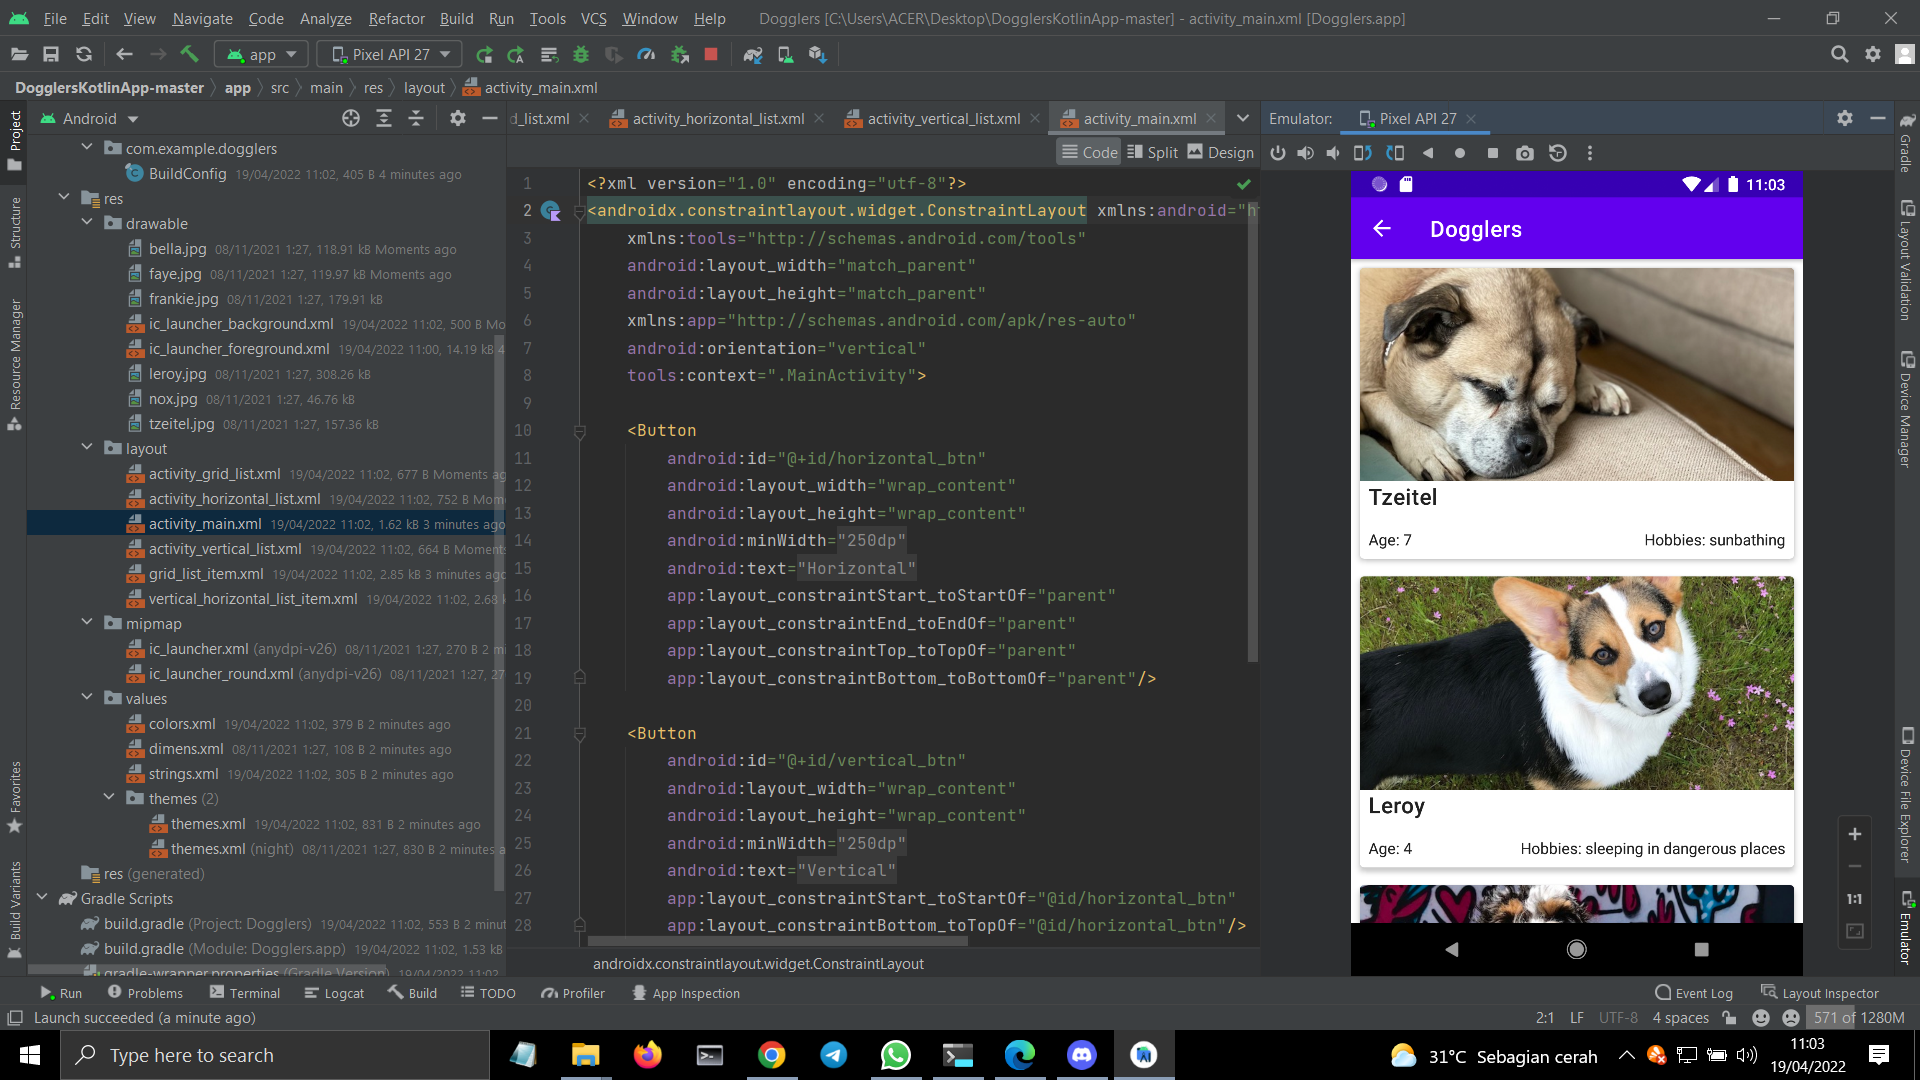 File Edit View Navigate Code Analyze Refactor Build Run Tools VCS Window Help Dogglers [C:\Users\ACER\Desktop\DogglersKotlinApp-master] - activity_main.xml [Dogglers.app]
app Pixel API 27
DogglersKotlinApp-master app src main res layout activity_main.xml
Android d_list.xml activity_horizontal_list.xml activity_vertical_list.xml activity_main.xml Emulator: Pixel API 27
Code Split Design
Project
Structure
Resource Manager
Favorites
Build Variants
com.example.dogglers
BuildConfig 19/04/2022 11:02, 405 B 4 minutes ago
res
drawable
bella.jpg 08/11/2021 1:27, 118.91 kB Moments ago
faye.jpg 08/11/2021 1:27, 119.97 kB Moments ago
frankie.jpg 08/11/2021 1:27, 179.91 kB
ic_launcher_background.xml 19/04/2022 11:02, 500 B Mo
ic_launcher_foreground.xml 19/04/2022 11:00, 14.19 kB 4
leroy.jpg 08/11/2021 1:27, 308.26 kB
nox.jpg 08/11/2021 1:27, 46.76 kB
tzeitel.jpg 08/11/2021 1:27, 157.36 kB
layout
activity_grid_list.xml 19/04/2022 11:02, 677 B Moments ag
activity_horizontal_list.xml 19/04/2022 11:02, 752 B Mom
activity_main.xml 19/04/2022 11:02, 1.62 kB 3 minutes ago
activity_vertical_list.xml 19/04/2022 11:02, 664 B Moments
grid_list_item.xml 19/04/2022 11:02, 2.85 kB 3 minutes ago
vertical_horizontal_list_item.xml 19/04/2022 11:02, 2.68 k
mipmap
ic_launcher.xml (anydpi-v26) 08/11/2021 1:27, 270 B 2 mi
ic_launcher_round.xml (anydpi-v26) 08/11/2021 1:27, 27
values
colors.xml 19/04/2022 11:02, 379 B 2 minutes ago
dimens.xml 08/11/2021 1:27, 108 B 2 minutes ago
strings.xml 19/04/2022 11:02, 305 B 2 minutes ago
themes (2)
themes.xml 19/04/2022 11:02, 831 B 2 minutes ago
themes.xml (night) 08/11/2021 1:27, 830 B 2 minutes a
res (generated)
Gradle Scripts
build.gradle (Project: Dogglers) 19/04/2022 11:02, 553 B 2 minut
build.gradle (Module: Dogglers.app) 19/04/2022 11:02, 1.53 kB
gradle-wrapper.properties (Gradle Version) 19/04/2022 11:02
1 <?xml version="1.0" encoding="utf-8"?>
2 <androidx.constraintlayout.widget.ConstraintLayout xmlns:android="h
3 xmlns:tools="http://schemas.android.com/tools"
4 android:layout_width="match_parent"
5 android:layout_height="match_parent"
6 xmlns:app="http://schemas.android.com/apk/res-auto"
7 android:orientation="vertical"
8 tools:context=".MainActivity">
9
10 <Button
11 android:id="@+id/horizontal_btn"
12 android:layout_width="wrap_content"
13 android:layout_height="wrap_content"
14 android:minWidth="250dp"
15 android:text="Horizontal"
16 app:layout_constraintStart_toStartOf="parent"
17 app:layout_constraintEnd_toEndOf="parent"
18 app:layout_constraintTop_toTopOf="parent"
19 app:layout_constraintBottom_toBottomOf="parent"/>
20
21 <Button
22 android:id="@+id/vertical_btn"
23 android:layout_width="wrap_content"
24 android:layout_height="wrap_content"
25 android:minWidth="250dp"
26 android:text="Vertical"
27 app:layout_constraintStart_toStartOf="@id/horizontal_btn"
28 app:layout_constraintBottom_toTopOf="@id/horizontal_btn"/>
androidx.constraintlayout.widget.ConstraintLayout
11:03
Dogglers
Tzeitel
Age: 7 Hobbies: sunbathing
Leroy
Age: 4 Hobbies: sleeping in dangerous places
1:1
Gradle
Layout Validation
Device Manager
Device File Explorer
Emulator
Run Problems Terminal Logcat Build TODO Profiler App Inspection Event Log Layout Inspector
Launch succeeded (a minute ago) 2:1 LF UTF-8 4 spaces 571 of 1280M
Type here to search 31°C Sebagian cerah 11:03
19/04/2022